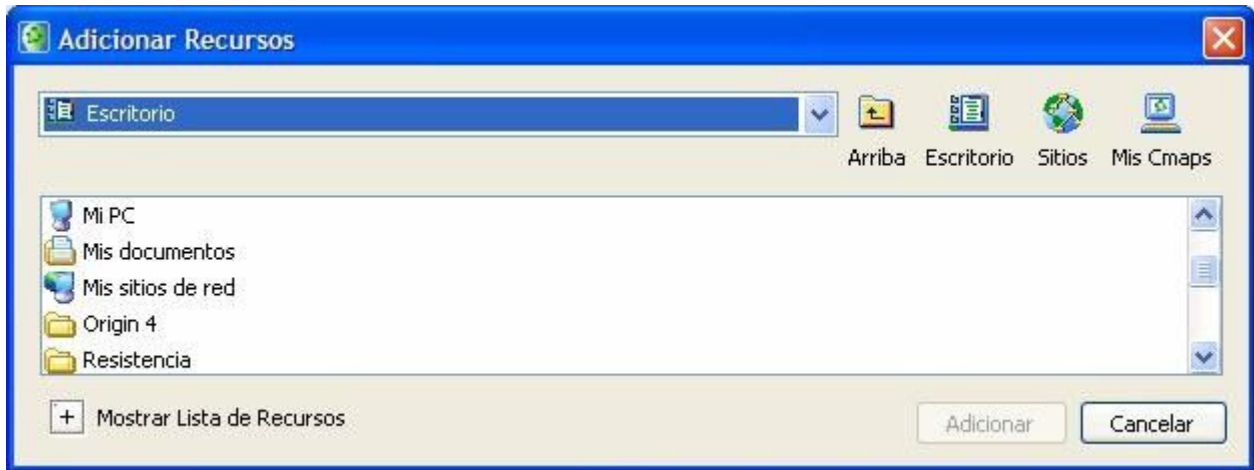 Adicionar Recursos
Escritorio
Arriba Escritorio Sitios Mis Cmaps
Mi PC
Mis documentos
Mis sitios de red
Origin 4
Resistencia
+ Mostrar Lista de Recursos
Adicionar Cancelar